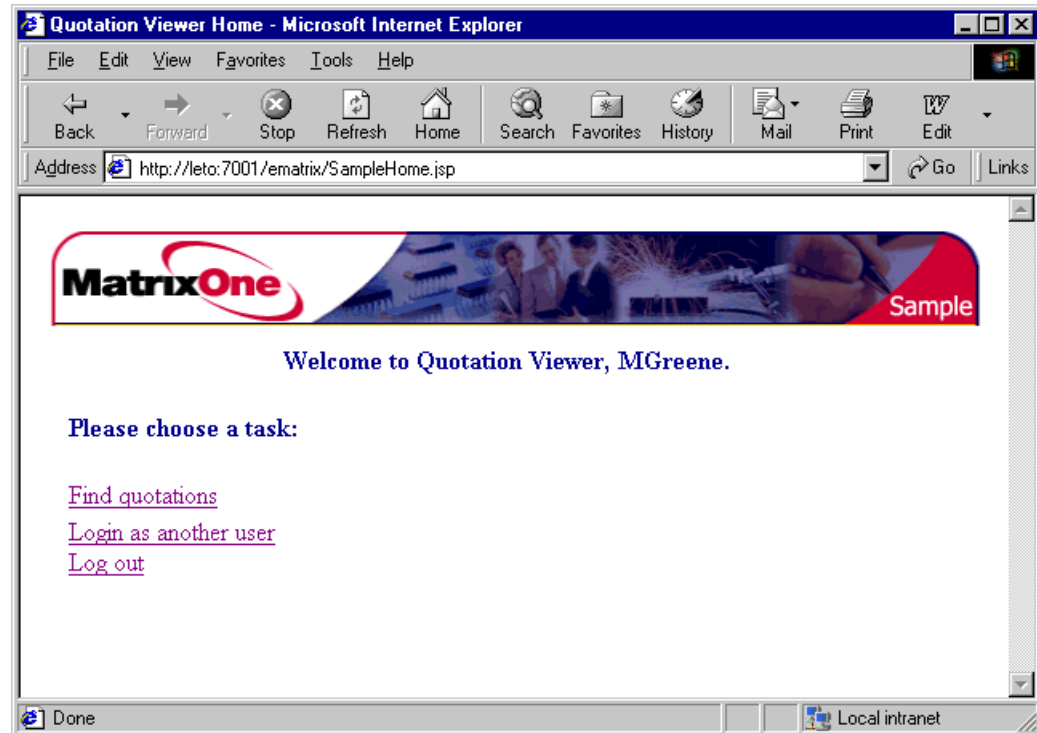 Quotation Viewer Home - Microsoft Internet Explorer
File Edit View Favorites Tools Help
Back Forward Stop Refresh Home Search Favorites History Mail Print Edit
Address http://leto:7001/ematrix/SampleHome.jsp Go Links
MatrixOne
Sample
Welcome to Quotation Viewer, MGreene.
Please choose a task:
Find quotations
Login as another user
Log out
Done Local intranet